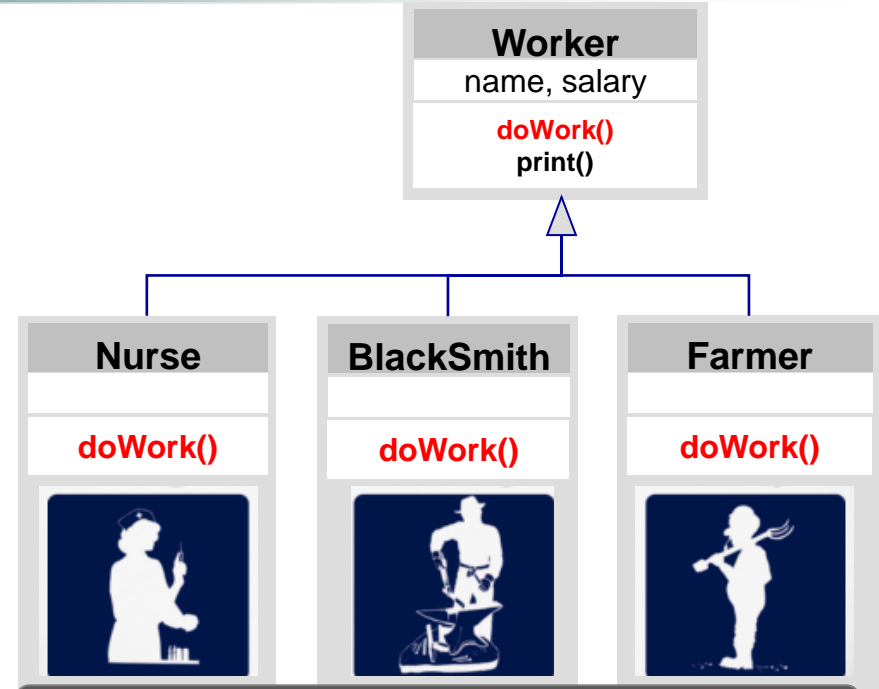 Worker
name, salary
doWork()
print()
Nurse
doWork()
BlackSmith
doWork()
Farmer
doWork()